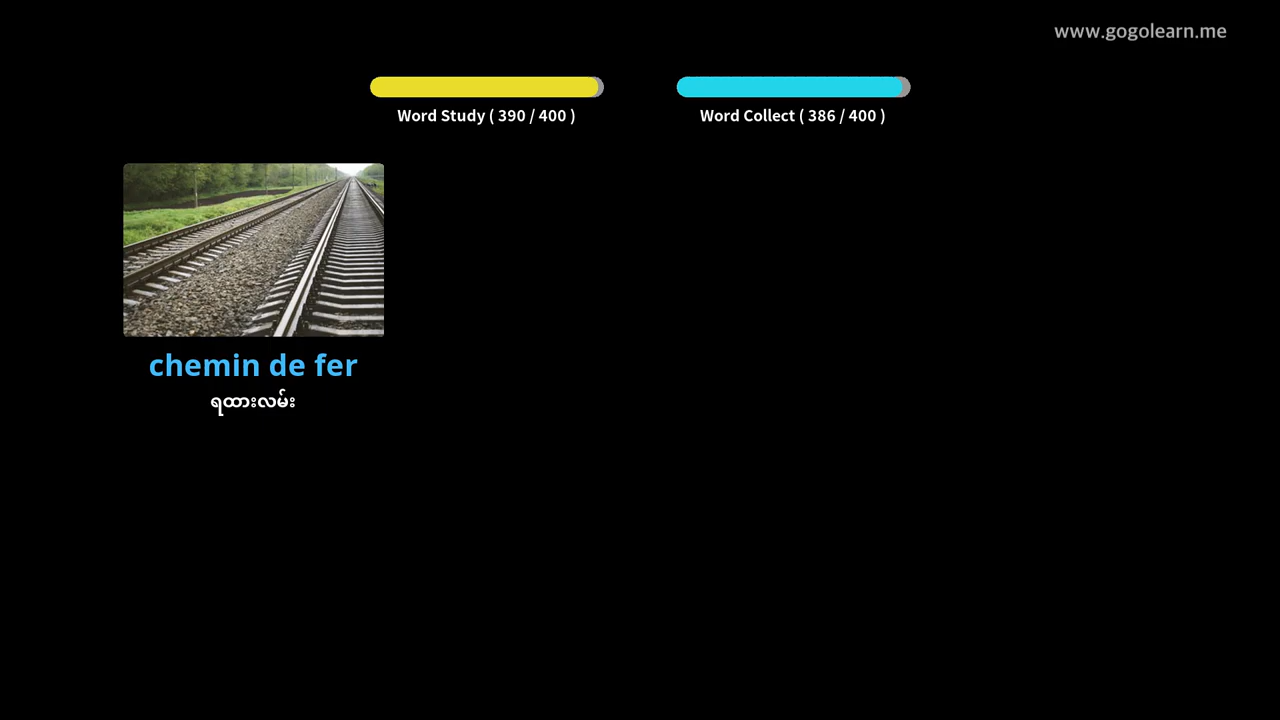 www.gogolearn.me
Word Study ( 390 / 400 )
Word Collect ( 386 / 400 )
chemin de fer
ရထားလမ်း